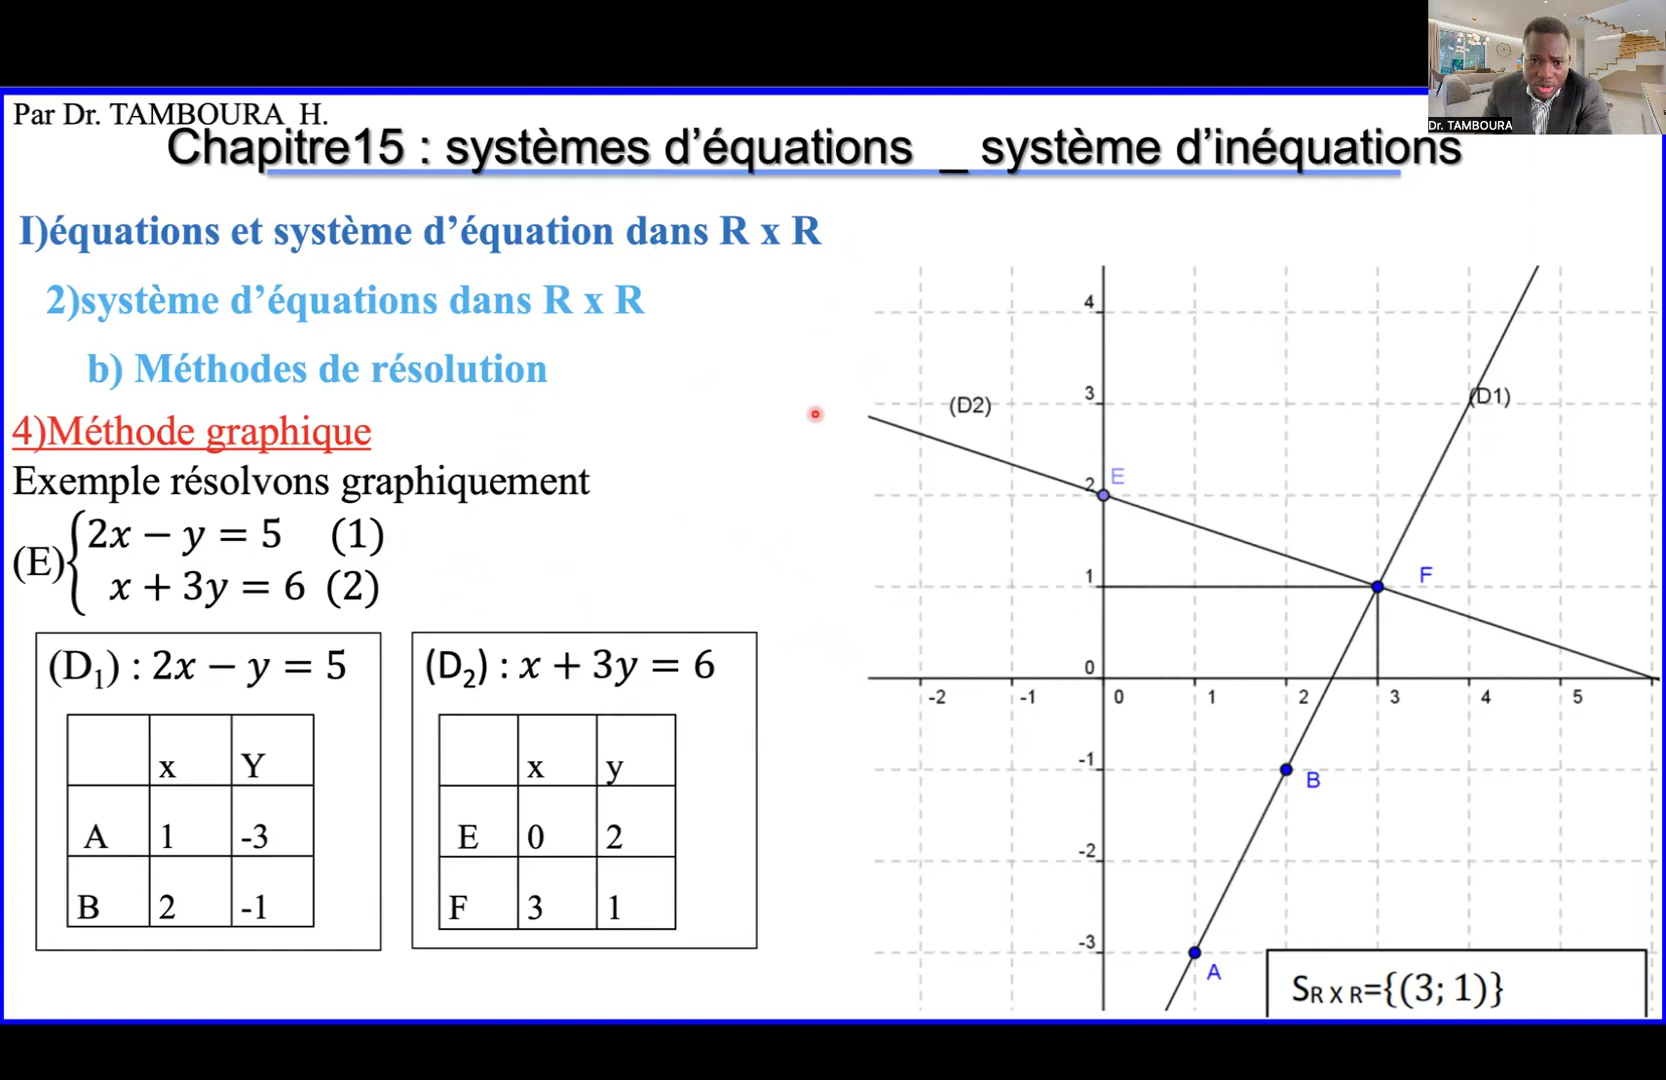 Par Dr. TAMBOURA H.
Chapitre15 : systèmes d’équations _ système d’inéquations
Dr. TAMBOURA
I)équations et système d’équation dans R x R
2)système d’équations dans R x R
b) Méthodes de résolution
4)Méthode graphique
Exemple résolvons graphiquement
(E){2x − y = 5 (1)
x + 3y = 6 (2)
(D₁) : 2x − y = 5
x Y
A 1 -3
B 2 -1
(D₂) : x + 3y = 6
x y
E 0 2
F 3 1
4
3
(D2)
(D1)
2
E
1
F
0
-2 -1 0 1 2 3 4 5
-1
B
-2
-3
A
S_R X R={(3; 1)}